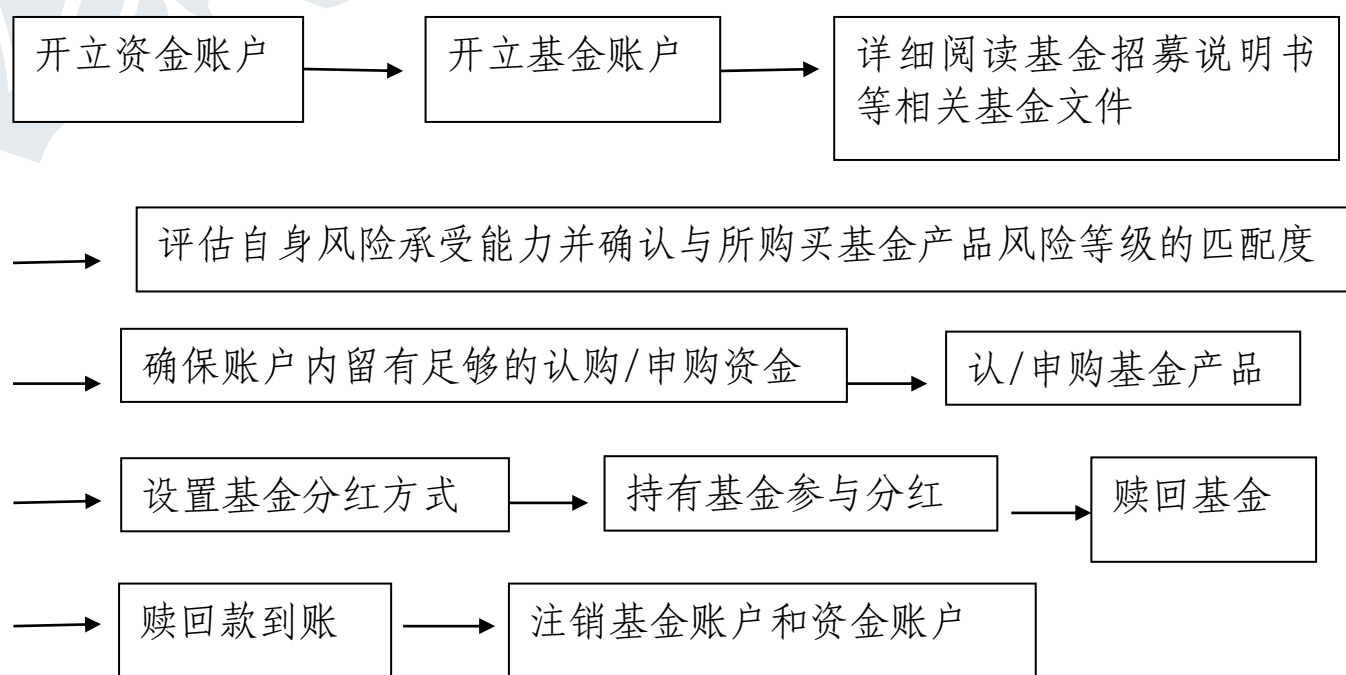 开立资金账户
开立基金账户
详细阅读基金招募说明书
等相关基金文件
评估自身风险承受能力并确认与所购买基金产品风险等级的匹配度
确保账户内留有足够的认购/申购资金
认/申购基金产品
设置基金分红方式
持有基金参与分红
赎回基金
赎回款到账
注销基金账户和资金账户